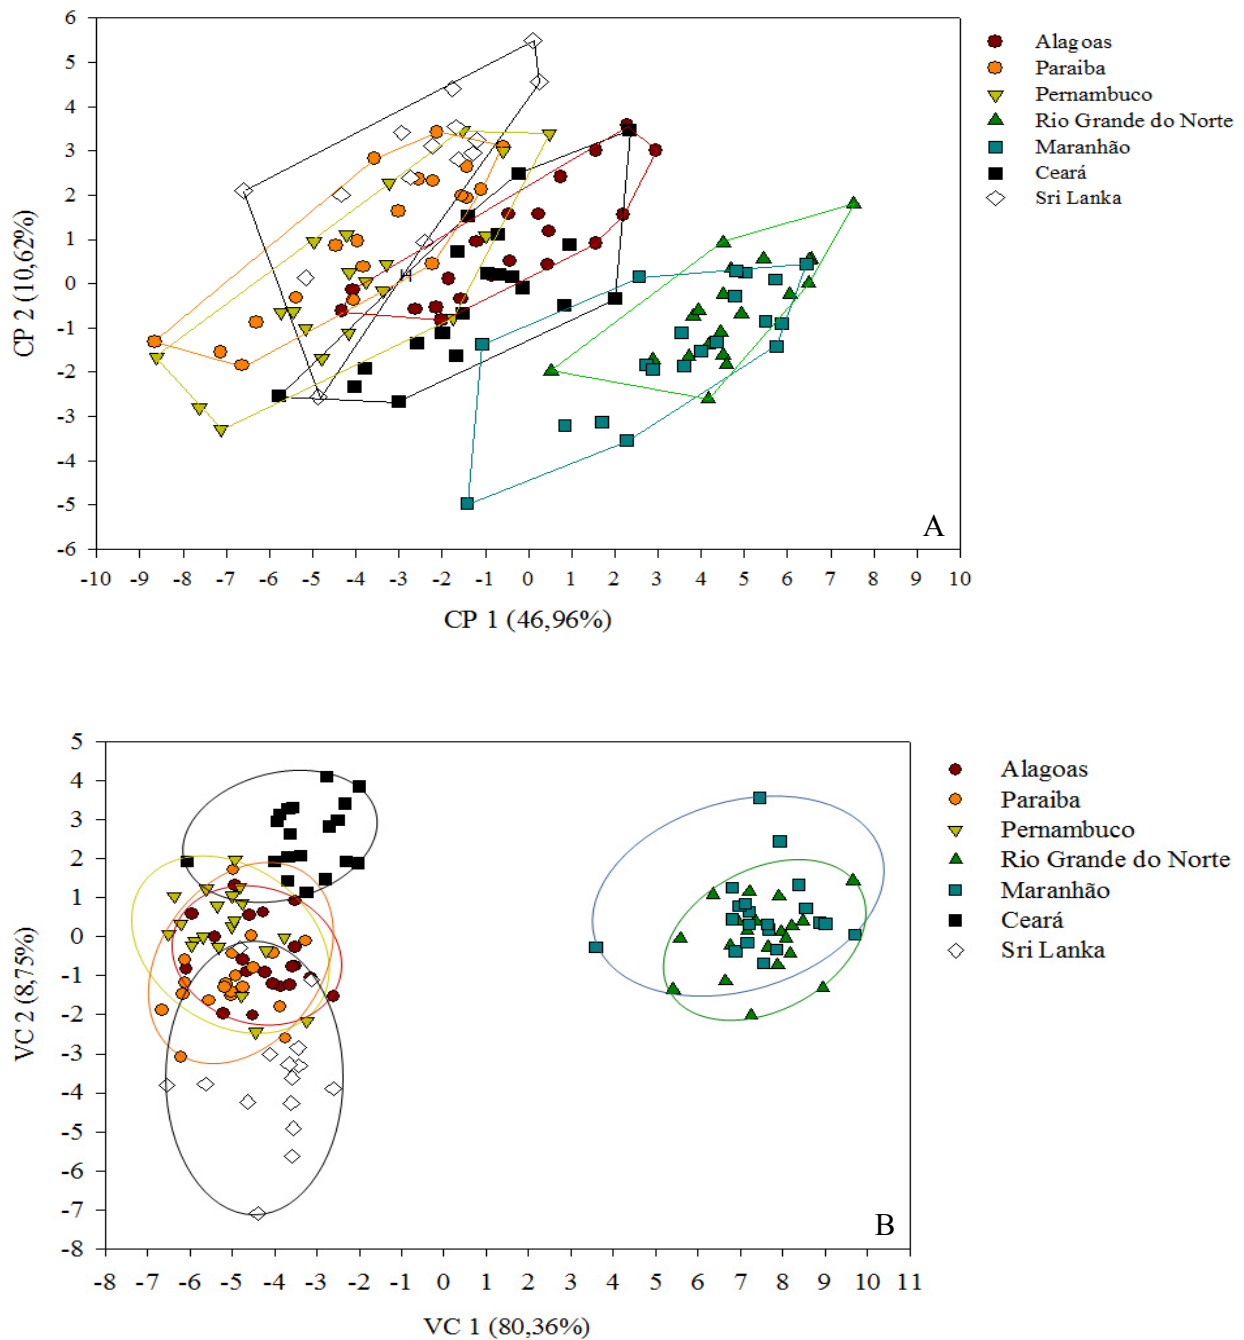 6
5
4
3
2
1
0
-1
-2
-3
-4
-5
-6
CP 2 (10,62%)
-10 -9 -8 -7 -6 -5 -4 -3 -2 -1 0 1 2 3 4 5 6 7 8 9 10
CP 1 (46,96%)
A
Alagoas
Paraiba
Pernambuco
Rio Grande do Norte
Maranhão
Ceará
Sri Lanka
5
4
3
2
1
0
-1
-2
-3
-4
-5
-6
-7
-8
VC 2 (8,75%)
-8 -7 -6 -5 -4 -3 -2 -1 0 1 2 3 4 5 6 7 8 9 10 11
VC 1 (80,36%)
B
Alagoas
Paraiba
Pernambuco
Rio Grande do Norte
Maranhão
Ceará
Sri Lanka